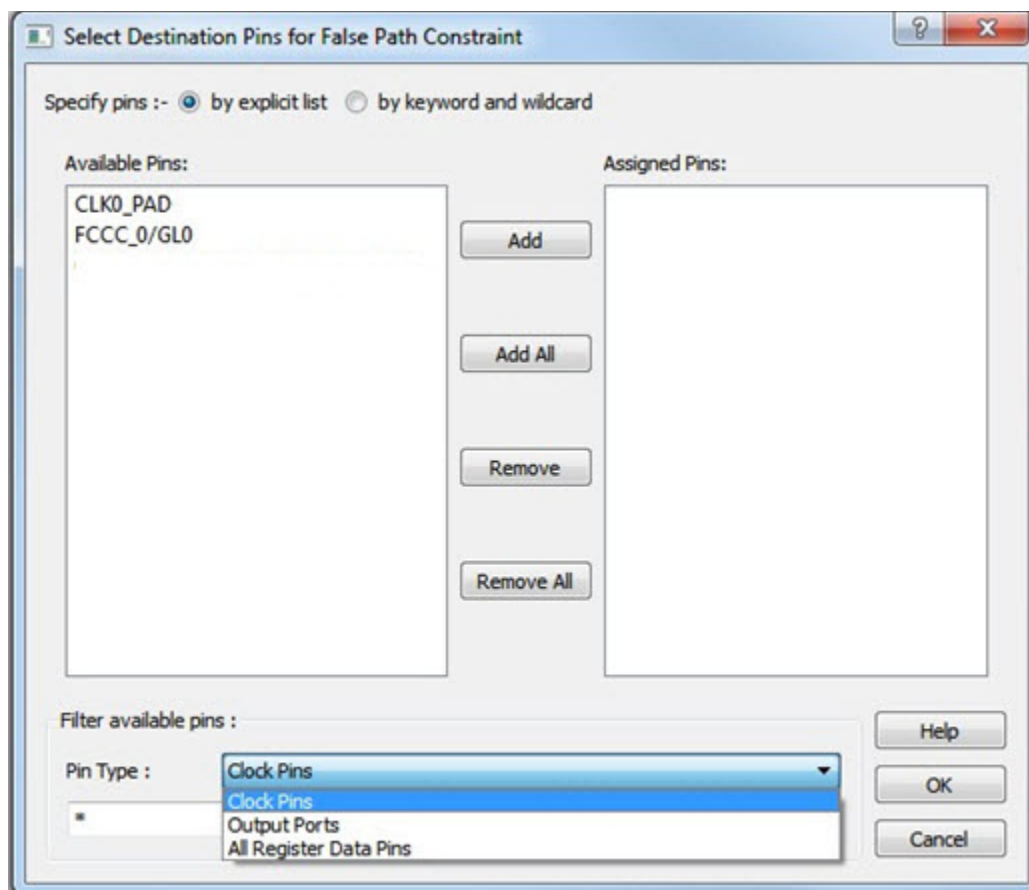 Select Destination Pins for False Path Constraint
Specify pins :- by explicit list by keyword and wildcard
Available Pins:
Assigned Pins:
CLK0_PAD
FCCC_0/GL0
Add
Add All
Remove
Remove All
Filter available pins :
Pin Type :
Clock Pins
Clock Pins
Output Ports
All Register Data Pins
*
Help
OK
Cancel